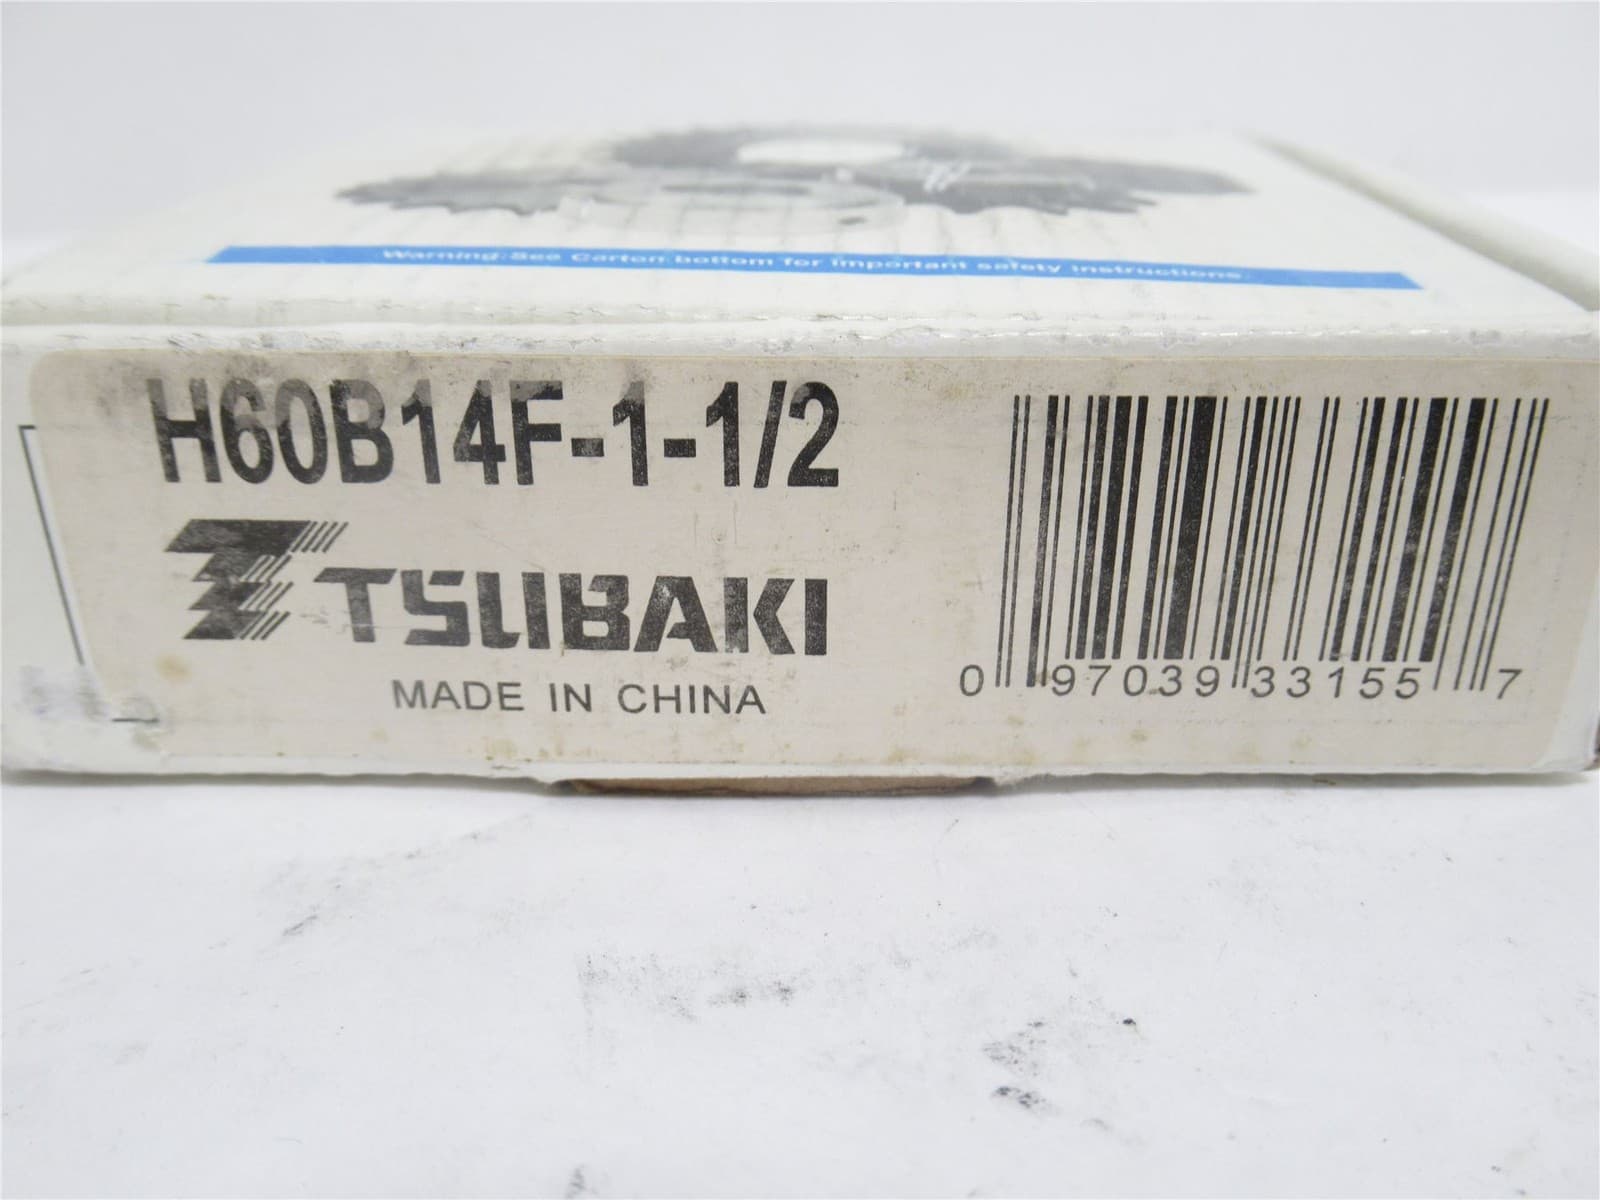 Warning: See Carton bottom for important safety instructions.
H60B14F-1-1/2
TSUBAKI
MADE IN CHINA
0 97039 33155 7